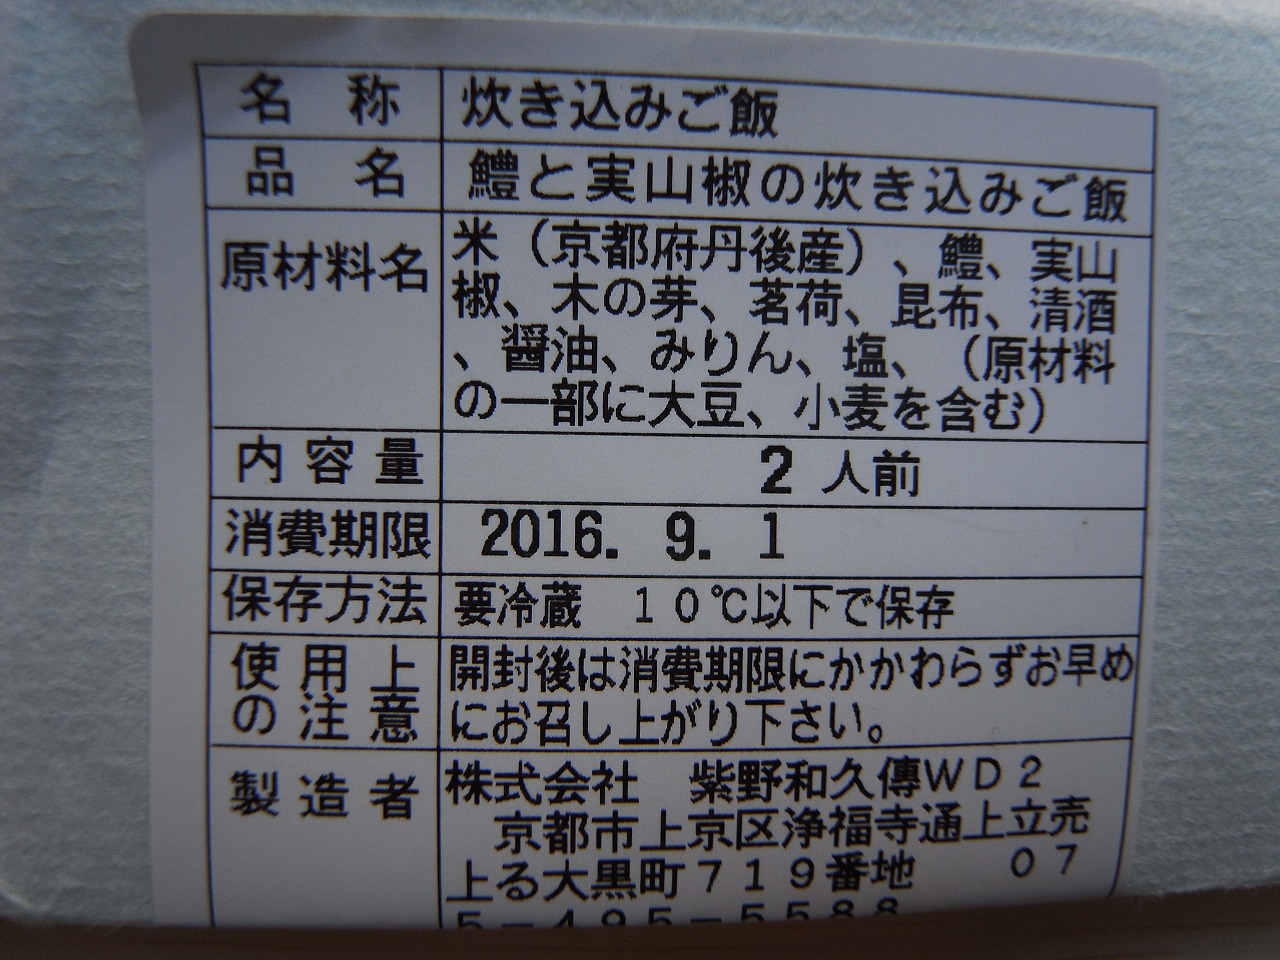 名称 炊き込みご飯
品名 鱧と実山椒の炊き込みご飯
原材料名 米（京都府丹後産）、鱧、実山
椒、木の芽、茗荷、昆布、清酒
、醤油、みりん、塩、（原材料
の一部に大豆、小麦を含む）
内容量 2人前
消費期限 2016. 9. 1
保存方法 要冷蔵 10℃以下で保存
使用上
の注意
開封後は消費期限にかかわらずお早め
にお召し上がり下さい。
製造者 株式会社 紫野和久傳WD2
京都市上京区浄福寺通上立売
上る大黒町719番地 07
5-495-5588